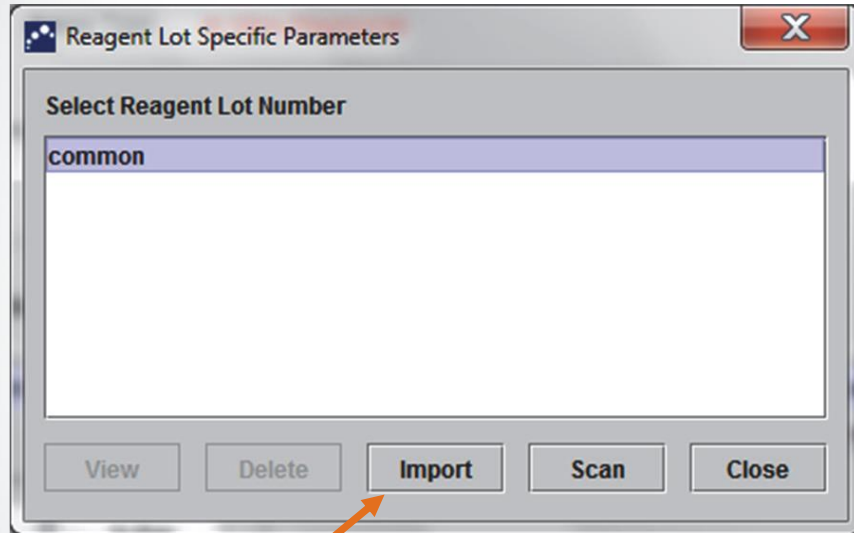 Reagent Lot Specific Parameters
Select Reagent Lot Number
common
View Delete Import Scan Close